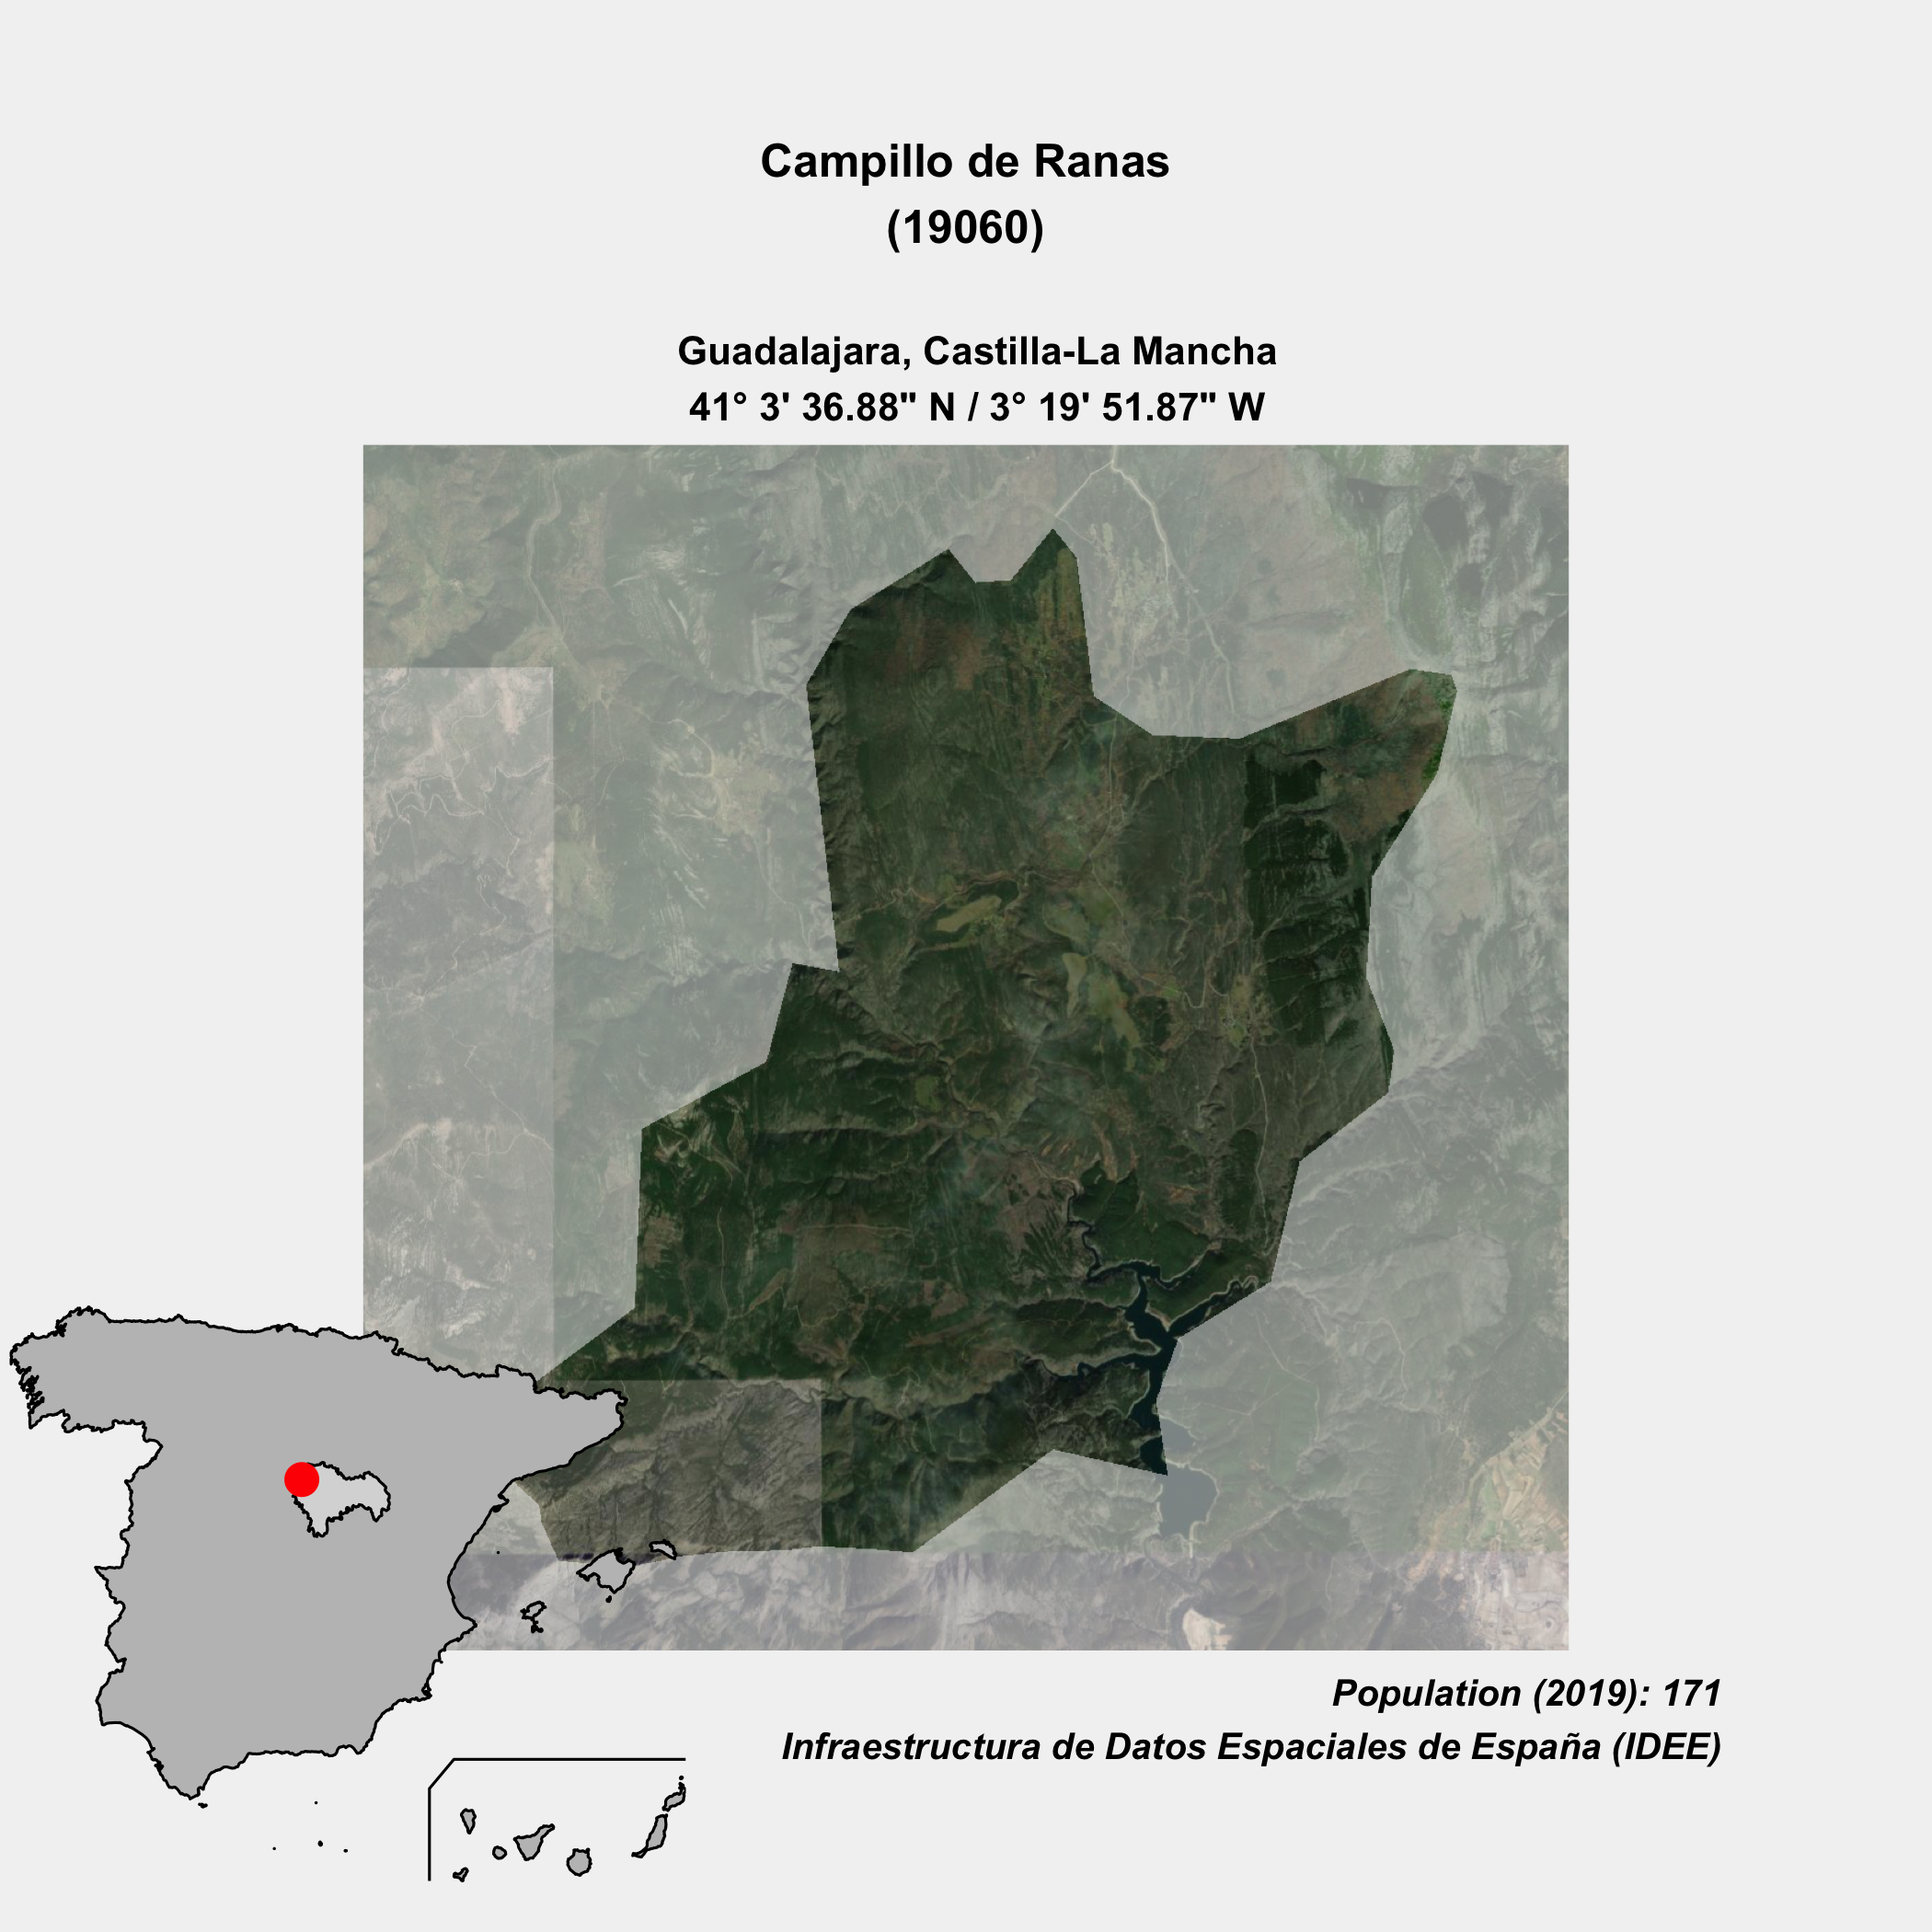 Campillo de Ranas
(19060)
Guadalajara, Castilla-La Mancha
41° 3' 36.88" N / 3° 19' 51.87" W
Population (2019): 171
Infraestructura de Datos Espaciales de España (IDEE)